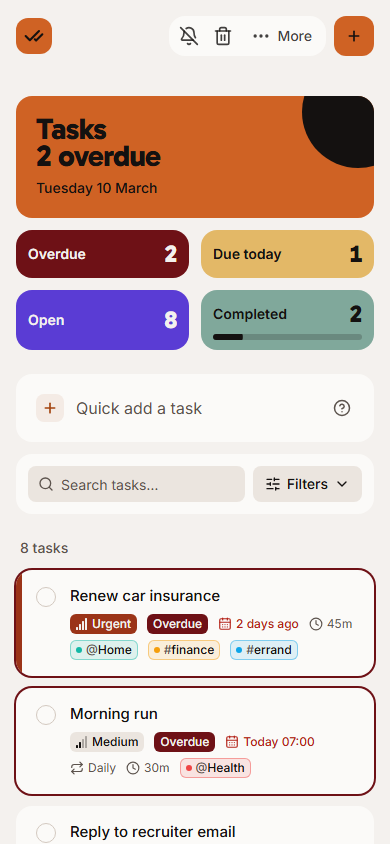 More
Tasks
2 overdue
Tuesday 10 March
Overdue 2
Due today 1
Open 8
Completed 2
Quick add a task
Search tasks...
Filters
8 tasks
Renew car insurance
Urgent Overdue 2 days ago 45m
@Home #finance #errand
Morning run
Medium Overdue Today 07:00
Daily 30m @Health
Reply to recruiter email